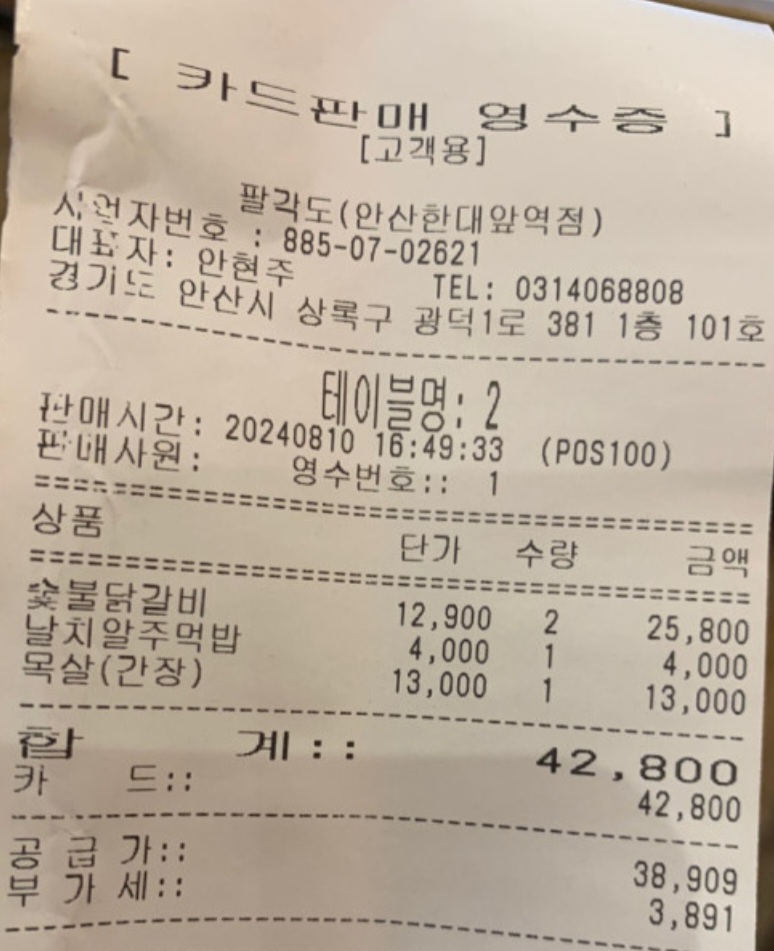 [ 카드판매 영수증 ]
[고객용]
팔각도(안산한대앞역점)
사업자번호 : 885-07-02621
대표자: 안현주 TEL: 0314068808
경기도 안산시 상록구 광덕1로 381 1층 101호
테이블명: 2
판매시간: 20240810 16:49:33 (POS100)
판매사원: 영수번호:: 1
상품 단가 수량 금액
숯불닭갈비 12,900 2 25,800
날치알주먹밥 4,000 1 4,000
목살(간장) 13,000 1 13,000
합 계:: 42,800
카 드:: 42,800
공 급 가:: 38,909
부 가 세:: 3,891